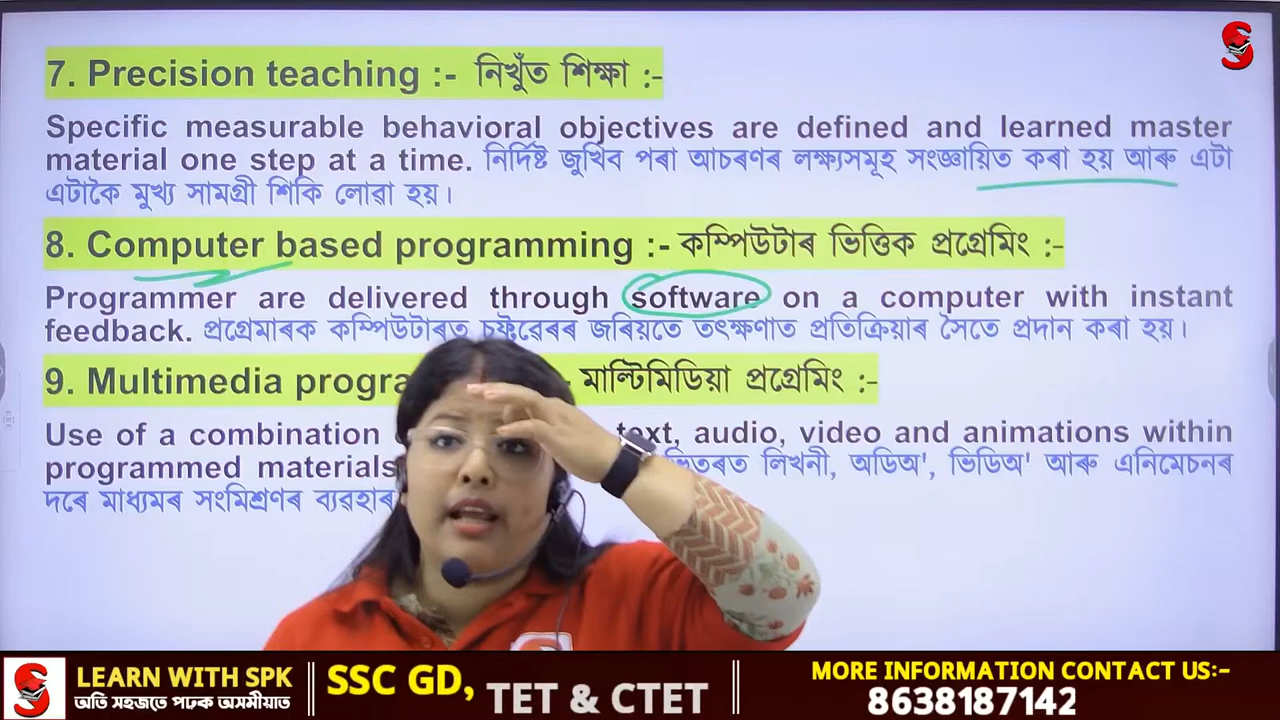 7. Precision teaching :- নিখুঁত শিক্ষা :-
Specific measurable behavioral objectives are defined and learned master
material one step at a time. নিৰ্দিষ্ট জুখিব পৰা আচৰণৰ লক্ষ্যসমূহ সংজ্ঞায়িত কৰা হয় আৰু এটা
এটাকৈ মুখ্য সামগ্ৰী শিকি লোৱা হয়।
8. Computer based programming :- কম্পিউটাৰ ভিত্তিক প্ৰগ্ৰেমিং :-
Programmer are delivered through software on a computer with instant
feedback. প্ৰগ্ৰেমাৰক কম্পিউটাৰত চফ্টৱেৰৰ জৰিয়তে তৎক্ষণাত প্ৰতিক্ৰিয়াৰ সৈতে প্ৰদান কৰা হয়।
9. Multimedia progra :- মাল্টিমিডিয়া প্ৰগ্ৰেমিং :-
Use of a combination text, audio, video and animations within
programmed materials ভিতৰত লিখনী, অডিঅ', ভিডিঅ' আৰু এনিমেচনৰ
দৰে মাধ্যমৰ সংমিশ্ৰণৰ ব্যৱহাৰ
LEARN WITH SPK
অতি সহজতে পঢক অসমীয়াত
SSC GD, TET & CTET
MORE INFORMATION CONTACT US:-
8638187142